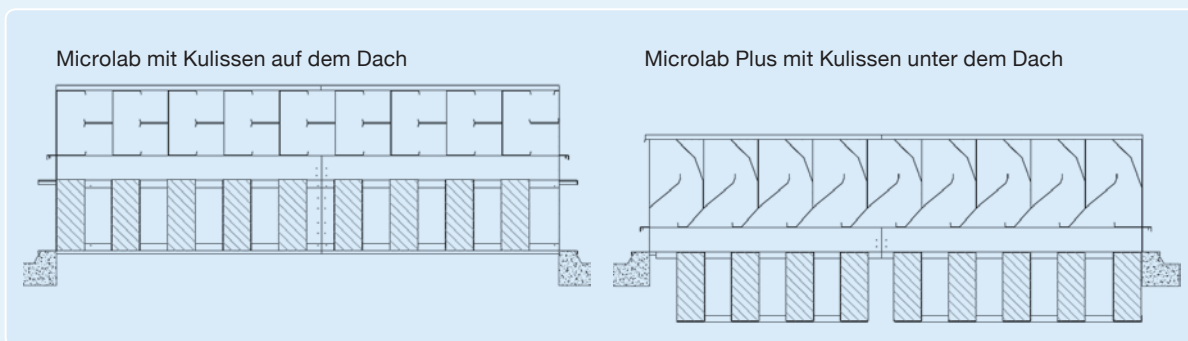 Microlab mit Kulissen auf dem Dach
Microlab Plus mit Kulissen unter dem Dach